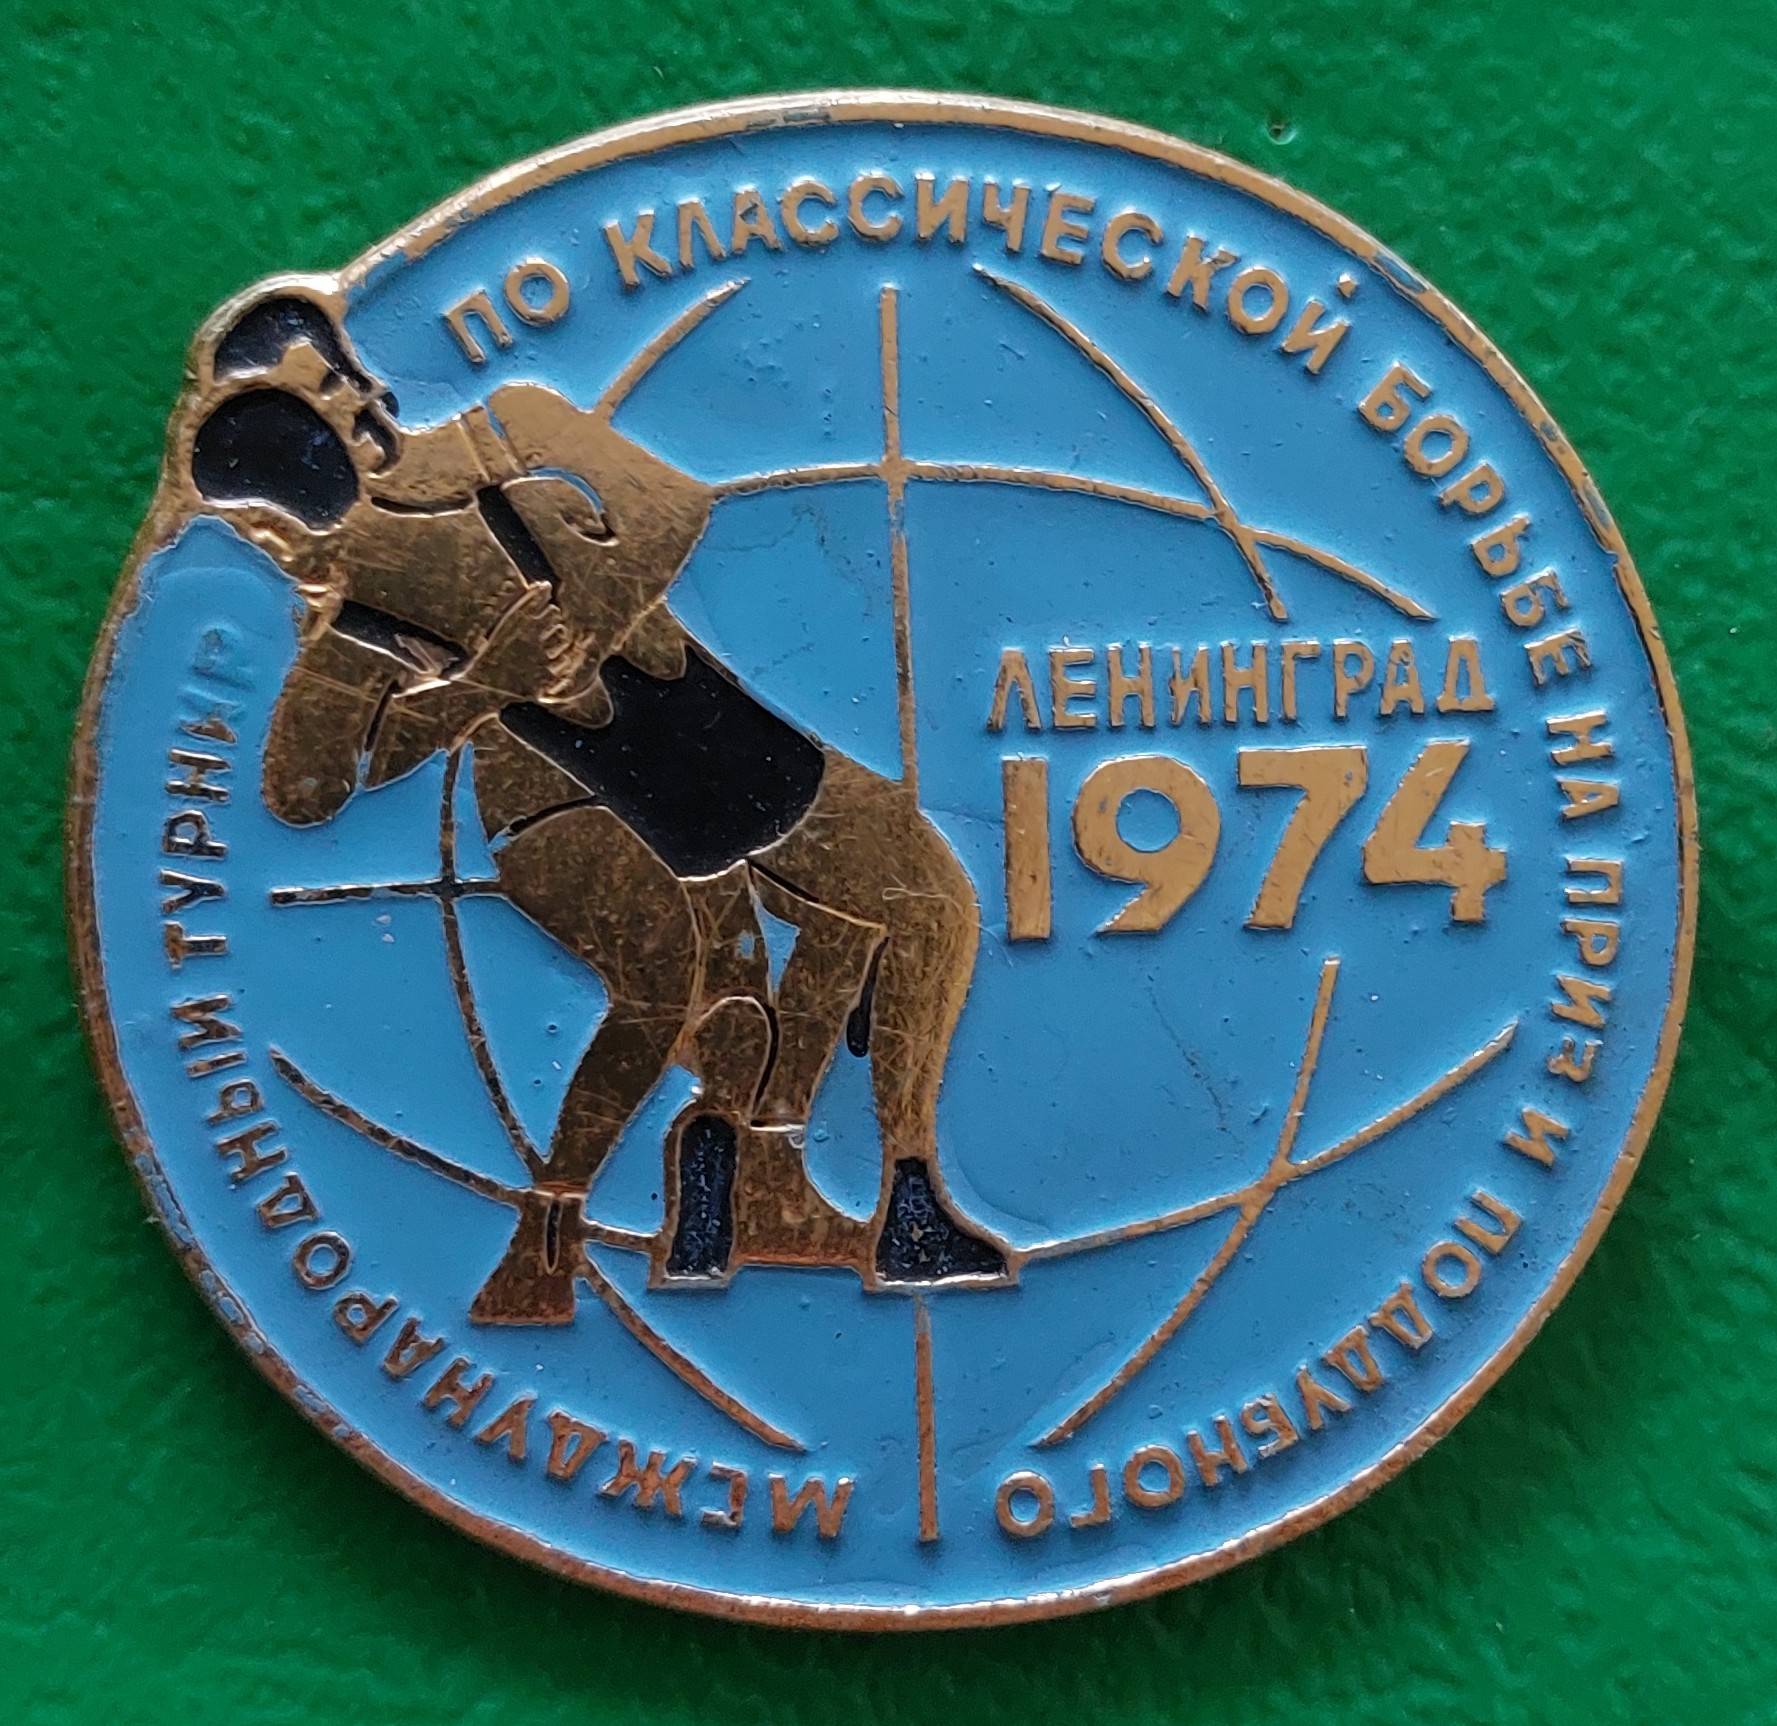 МЕЖДУНАРОДНЫЙ ТУРНИР ПО КЛАССИЧЕСКОЙ БОРЬБЕ НА ПРИЗ И ПОДДУБНОГО
ЛЕНИНГРАД
1974